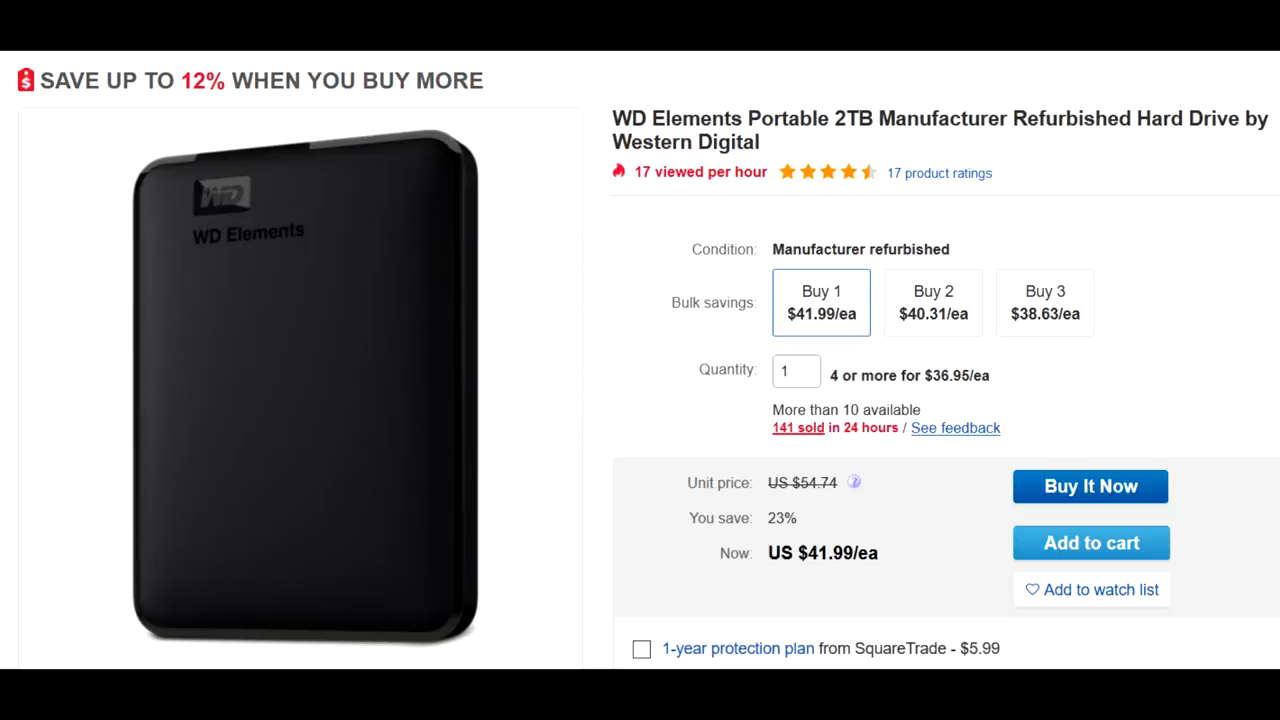 $ SAVE UP TO 12% WHEN YOU BUY MORE
WD
WD Elements
WD Elements Portable 2TB Manufacturer Refurbished Hard Drive by
Western Digital
17 viewed per hour 17 product ratings
Condition: Manufacturer refurbished
Bulk savings:
Buy 1
$41.99/ea
Buy 2
$40.31/ea
Buy 3
$38.63/ea
Quantity: 1 4 or more for $36.95/ea
More than 10 available
141 sold in 24 hours / See feedback
Unit price: US $54.74 ?
You save: 23%
Now: US $41.99/ea
Buy It Now
Add to cart
Add to watch list
1-year protection plan from SquareTrade - $5.99